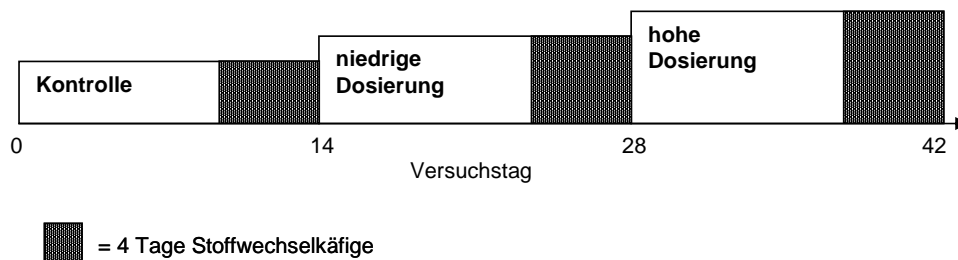 Kontrolle
niedrige
Dosierung
hohe
Dosierung
0
14
28
42
Versuchstag
= 4 Tage Stoffwechselkäfige